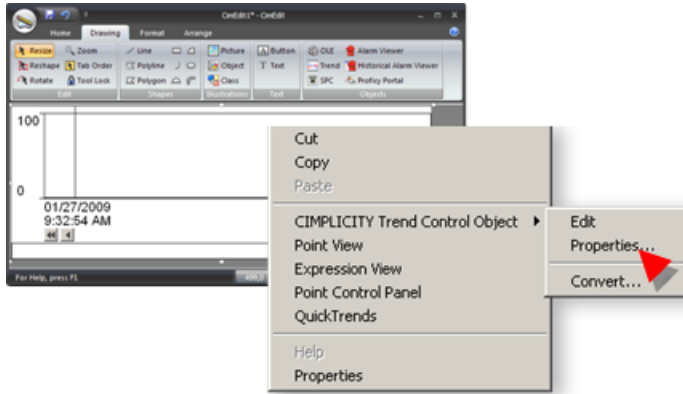 CimEdit1* - CimEdit
Home Drawing Format Arrange
Resize Zoom Line Picture Button OLE Alarm Viewer
Reshape Tab Order Polyline Object T Text Trend Historical Alarm Viewer
Rotate Tool Lock Polygon Class SPC Proficy Portal
Edit Shapes Illustrations Text Objects
100
0
01/27/2009
9:32:54 AM
For Help, press F1
Cut
Copy
Paste
CIMPLICITY Trend Control Object
Point View
Expression View
Point Control Panel
QuickTrends
Help
Properties
Edit
Properties...
Convert...